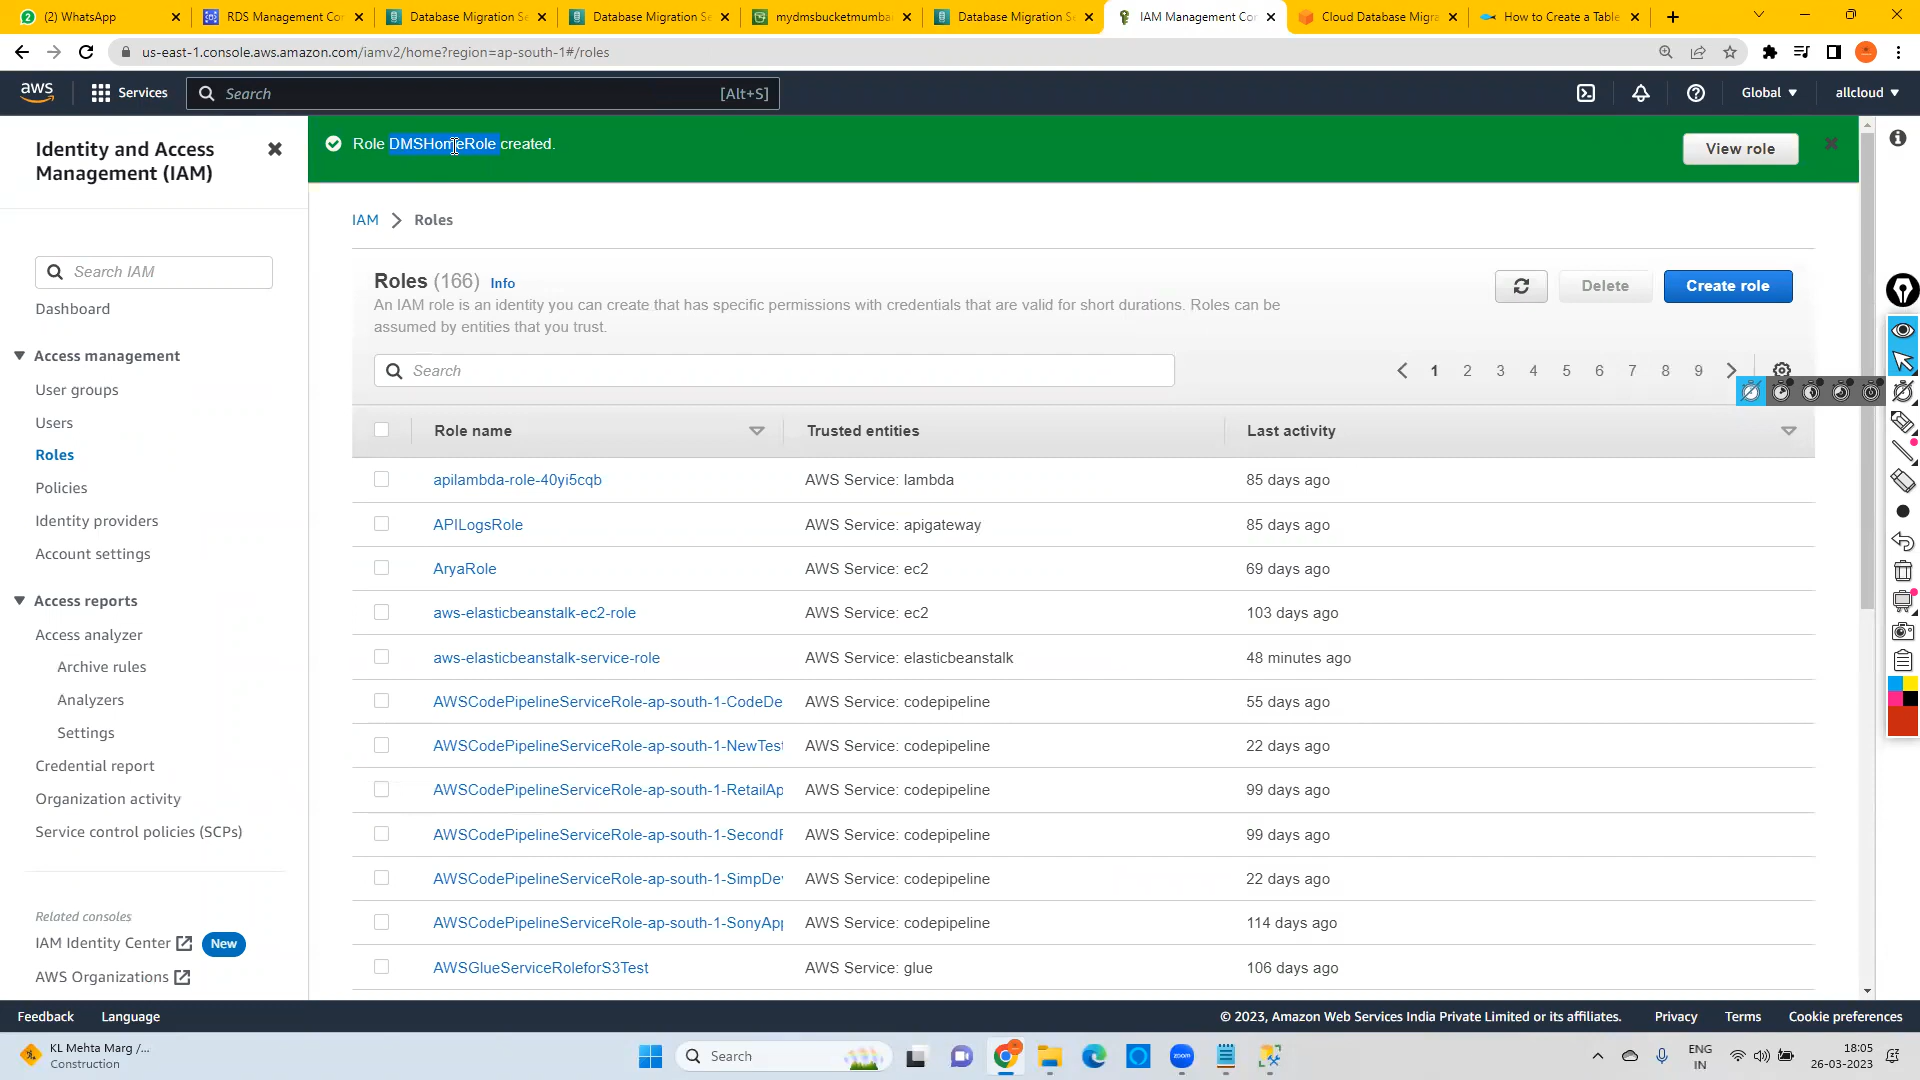 (2) WhatsApp
RDS Management Co
Database Migration Se
Database Migration Se
mydmsbucketmumba
Database Migration S
IAM Management Co
Cloud Database Migra
How to Create a Table
us-east-1.console.aws.amazon.com/iamv2/home?region=ap-south-1#/roles
aws
Services
Search
[Alt+S]
Global
allcloud
Identity and Access
Management (IAM)
Role DMSHomeRole created.
View role
IAM
Roles
Search IAM
Dashboard
Access management
User groups
Users
Roles
Policies
Identity providers
Account settings
Access reports
Access analyzer
Archive rules
Analyzers
Settings
Credential report
Organization activity
Service control policies (SCPs)
Related consoles
IAM Identity Center
New
AWS Organizations
Roles (166) Info
An IAM role is an identity you can create that has specific permissions with credentials that are valid for short durations. Roles can be
assumed by entities that you trust.
Delete
Create role
Search
1 2 3 4 5 6 7 8 9
Role name Trusted entities Last activity
apilambda-role-40yi5cqb AWS Service: lambda 85 days ago
APILogsRole AWS Service: apigateway 85 days ago
AryaRole AWS Service: ec2 69 days ago
aws-elasticbeanstalk-ec2-role AWS Service: ec2 103 days ago
aws-elasticbeanstalk-service-role AWS Service: elasticbeanstalk 48 minutes ago
AWSCodePipelineServiceRole-ap-south-1-CodeDe AWS Service: codepipeline 55 days ago
AWSCodePipelineServiceRole-ap-south-1-NewTest AWS Service: codepipeline 22 days ago
AWSCodePipelineServiceRole-ap-south-1-RetailAp AWS Service: codepipeline 99 days ago
AWSCodePipelineServiceRole-ap-south-1-SecondF AWS Service: codepipeline 99 days ago
AWSCodePipelineServiceRole-ap-south-1-SimpDe AWS Service: codepipeline 22 days ago
AWSCodePipelineServiceRole-ap-south-1-SonyAp AWS Service: codepipeline 114 days ago
AWSGlueServiceRoleforS3Test AWS Service: glue 106 days ago
Feedback
Language
© 2023, Amazon Web Services India Private Limited or its affiliates.
Privacy
Terms
Cookie preferences
KL Mehta Marg /...
Construction
Search
zoom
ENG
IN
18:05
26-03-2023